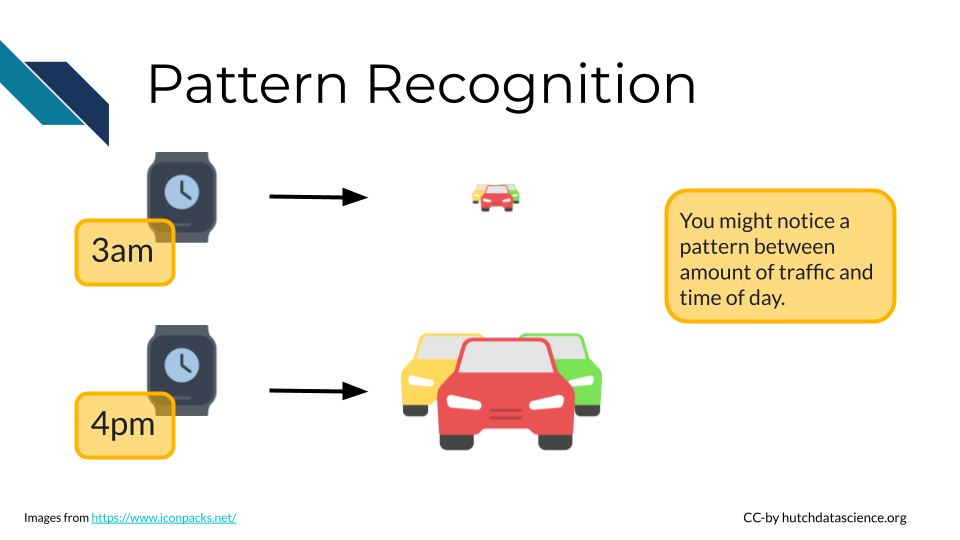 Pattern Recognition
3am
You might notice a
pattern between
amount of traffic and
time of day.
4pm
Images from https://www.iconpacks.net/
CC-by hutchdatascience.org